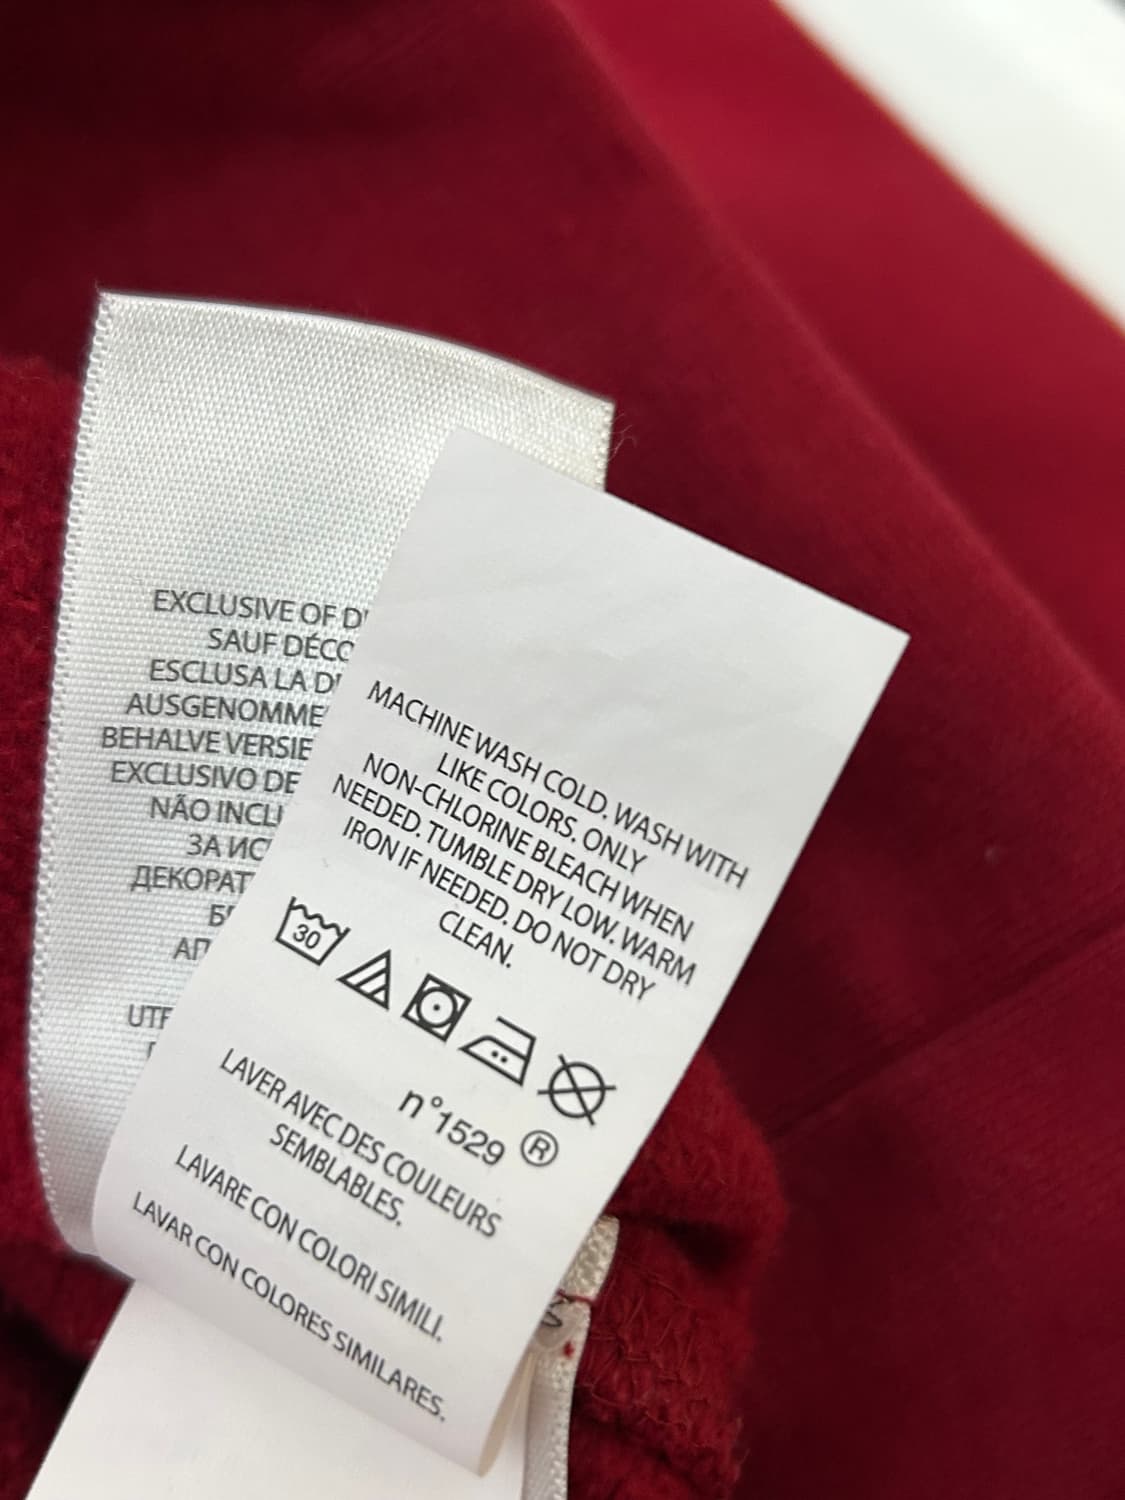 EXCLUSIVE OF
SAUF
ESCLUSA LA
AUSGENOMME
BEHALVE VERSIE
EXCLUSIVO DE
NÃO INCLU
ЗА ИС
ДЕКОРАТ
АП
UTF
MACHINE WASH COLD. WASH WITH
LIKE COLORS. ONLY
NON-CHLORINE BLEACH WHEN
NEEDED. TUMBLE DRY LOW. WARM
IRON IF NEEDED. DO NOT DRY
CLEAN.
30
n°1529 ®
LAVER AVEC DES COULEURS
SEMBLABLES.
LAVARE CON COLORI SIMILI.
LAVAR CON COLORES SIMILARES.